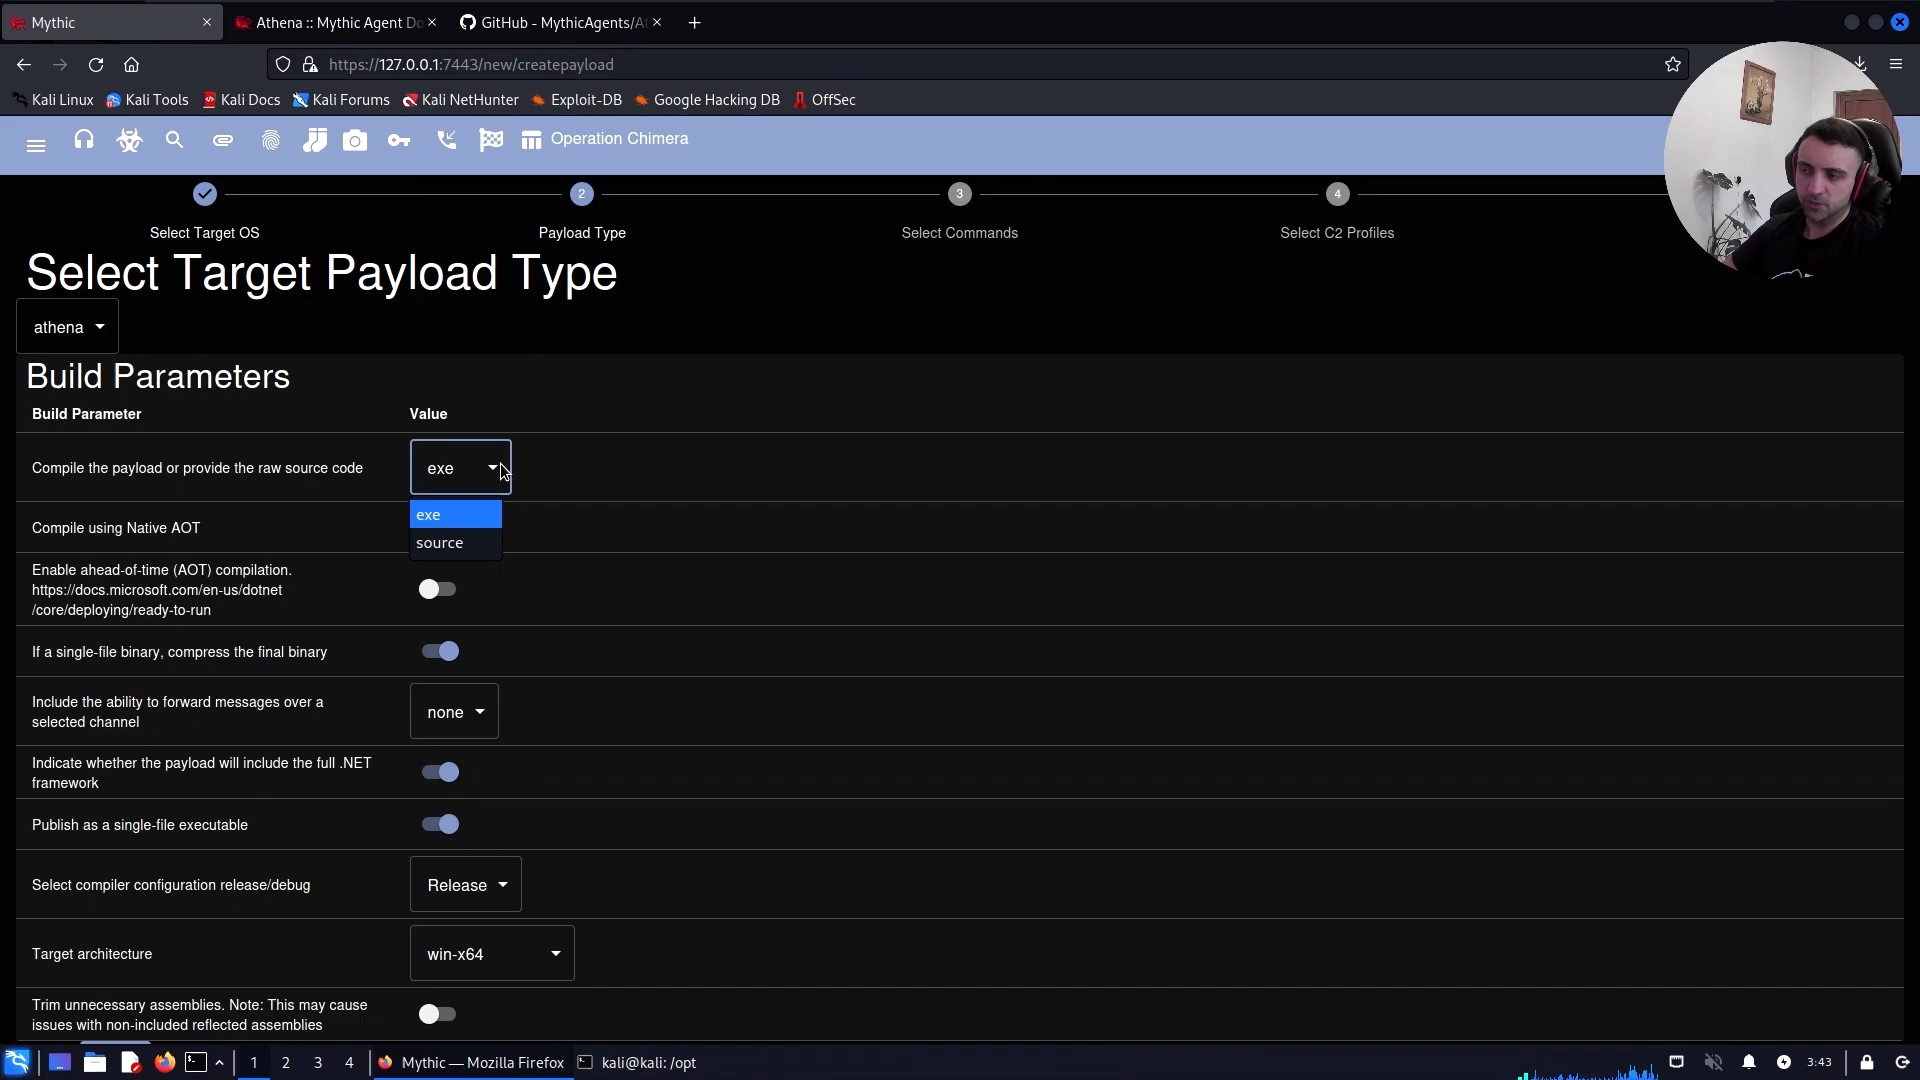 Mythic
Athena :: Mythic Agent Do
GitHub - MythicAgents/At
https://127.0.0.1:7443/new/createpayload
Kali Linux
Kali Tools
Kali Docs
Kali Forums
Kali NetHunter
Exploit-DB
Google Hacking DB
OffSec
Operation Chimera
2
3
4
Select Target OS
Payload Type
Select Commands
Select C2 Profiles
Select Target Payload Type
athena
Build Parameters
Build Parameter
Value
Compile the payload or provide the raw source code
exe
exe
source
Compile using Native AOT
Enable ahead-of-time (AOT) compilation.
https://docs.microsoft.com/en-us/dotnet
/core/deploying/ready-to-run
If a single-file binary, compress the final binary
Include the ability to forward messages over a
selected channel
none
Indicate whether the payload will include the full .NET
framework
Publish as a single-file executable
Select compiler configuration release/debug
Release
Target architecture
win-x64
Trim unnecessary assemblies. Note: This may cause
issues with non-included reflected assemblies
1
2
3
4
Mythic — Mozilla Firefox
kali@kali: /opt
3:43